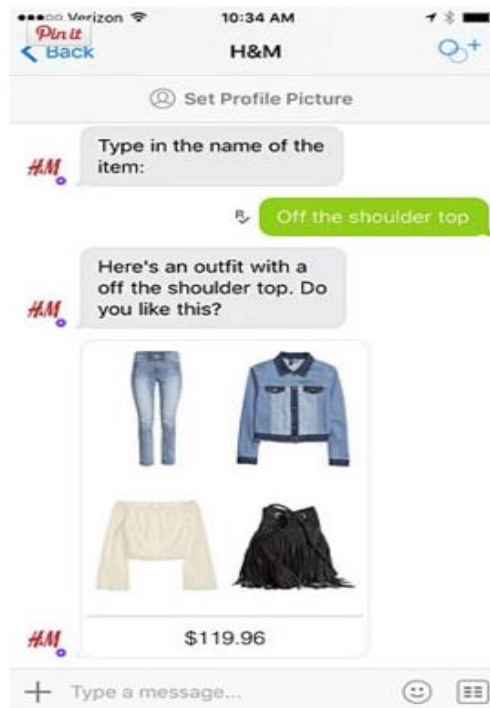 Verizon
10:34 AM
Pin it
Back
H&M
Set Profile Picture
Type in the name of the
item:
H&M
Off the shoulder top
Here's an outfit with a
off the shoulder top. Do
you like this?
H&M
$119.96
H&M
Type a message...